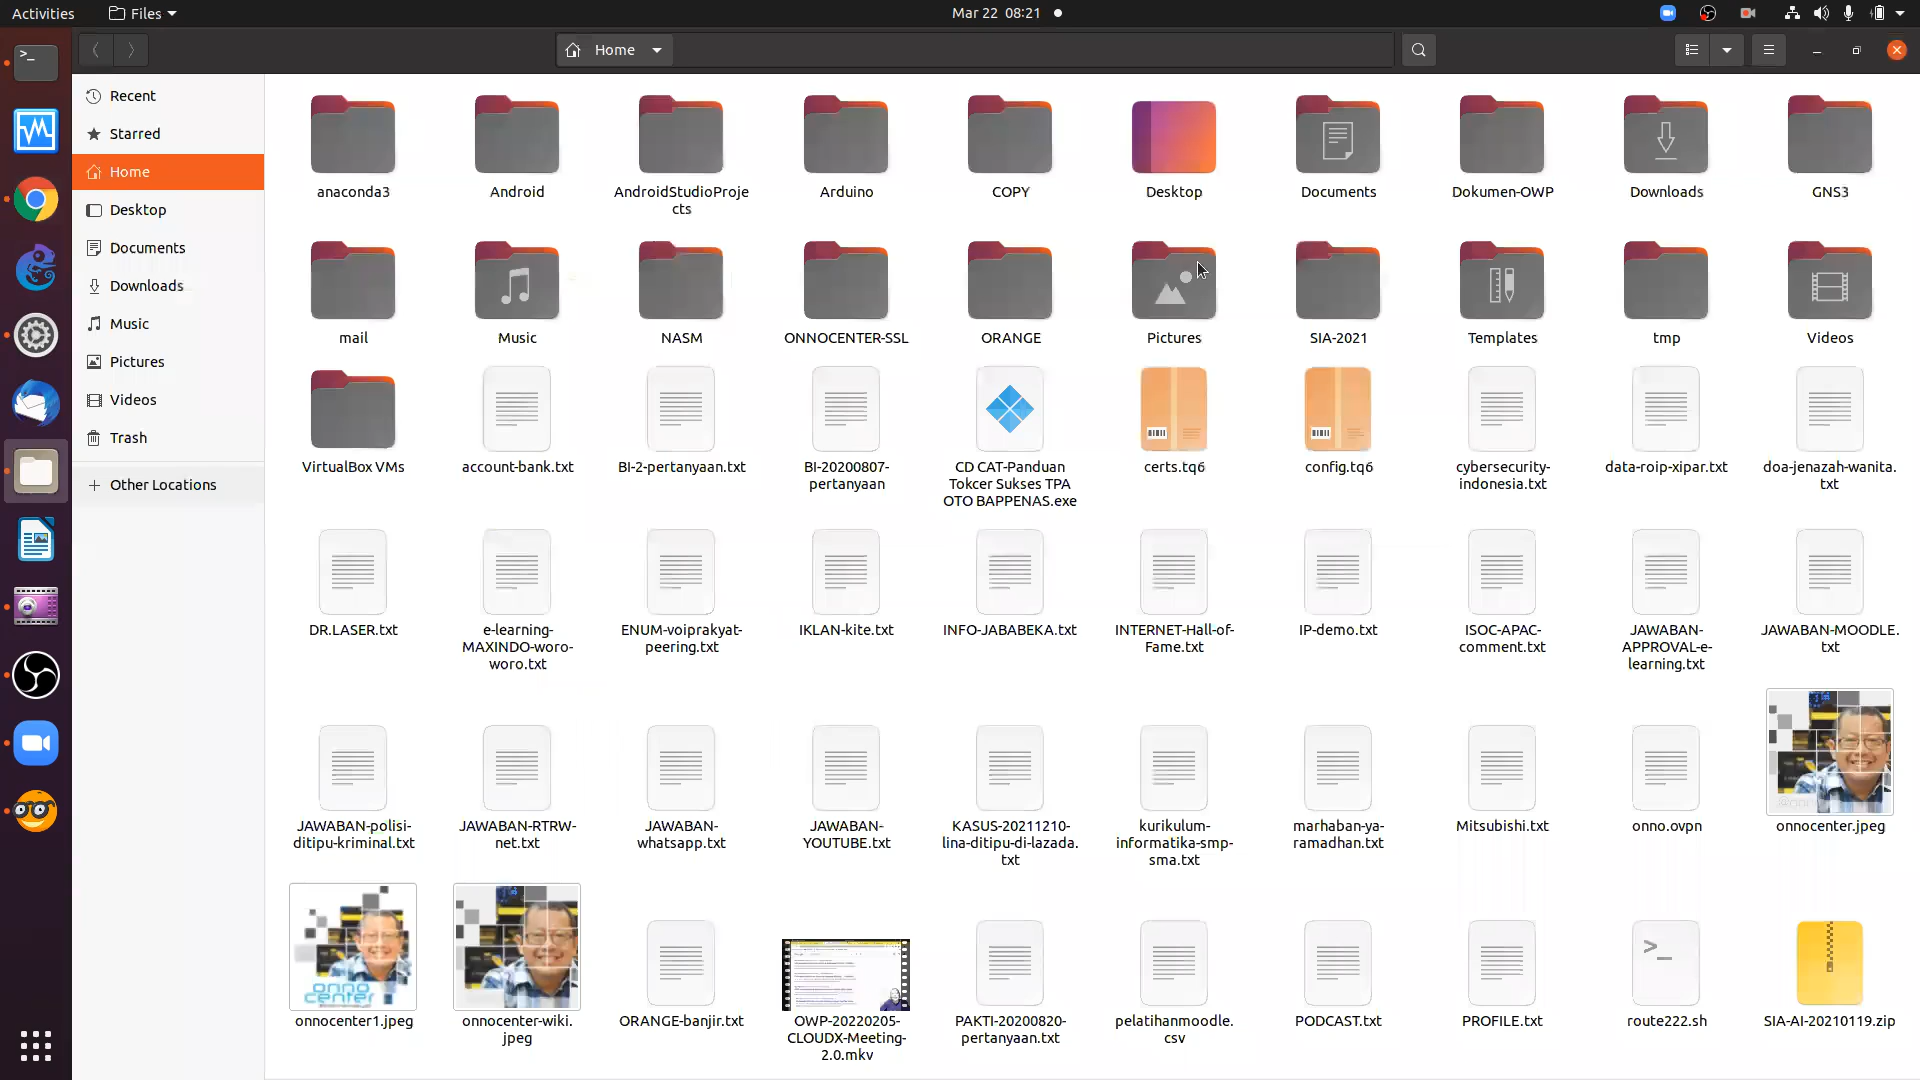 Activities
Files
Mar 22 08:21
Home
Recent
Starred
Home
Desktop
Documents
Downloads
Music
Pictures
Videos
Trash
Other Locations
anaconda3
Android
AndroidStudioProje
cts
Arduino
COPY
Desktop
Documents
Dokumen-OWP
Downloads
GNS3
mail
Music
NASM
ONNOCENTER-SSL
ORANGE
Pictures
SIA-2021
Templates
tmp
Videos
VirtualBox VMs
account-bank.txt
BI-2-pertanyaan.txt
BI-20200807-
pertanyaan
CD CAT-Panduan
Tokcer Sukses TPA
OTO BAPPENAS.exe
certs.tq6
config.tq6
cybersecurity-
indonesia.txt
data-roip-xipar.txt
doa-jenazah-wanita.
txt
DR.LASER.txt
e-learning-
MAXINDO-woro-
woro.txt
ENUM-voiprakyat-
peering.txt
IKLAN-kite.txt
INFO-JABABEKA.txt
INTERNET-Hall-of-
Fame.txt
IP-demo.txt
ISOC-APAC-
comment.txt
JAWABAN-
APPROVAL-e-
learning.txt
JAWABAN-MOODLE.
txt
JAWABAN-polisi-
ditipu-kriminal.txt
JAWABAN-RTRW-
net.txt
JAWABAN-
whatsapp.txt
JAWABAN-
YOUTUBE.txt
KASUS-20211210-
lina-ditipu-di-lazada.
txt
kurikulum-
informatika-smp-
sma.txt
marhaban-ya-
ramadhan.txt
Mitsubishi.txt
onno.ovpn
onnocenter.jpeg
onno
center
onnocenter1.jpeg
onnocenter-wiki.
jpeg
ORANGE-banjir.txt
OWP-20220205-
CLOUDX-Meeting-
2.0.mkv
PAKTI-20200820-
pertanyaan.txt
pelatihanmoodle.
csv
PODCAST.txt
PROFILE.txt
route222.sh
SIA-AI-20210119.zip